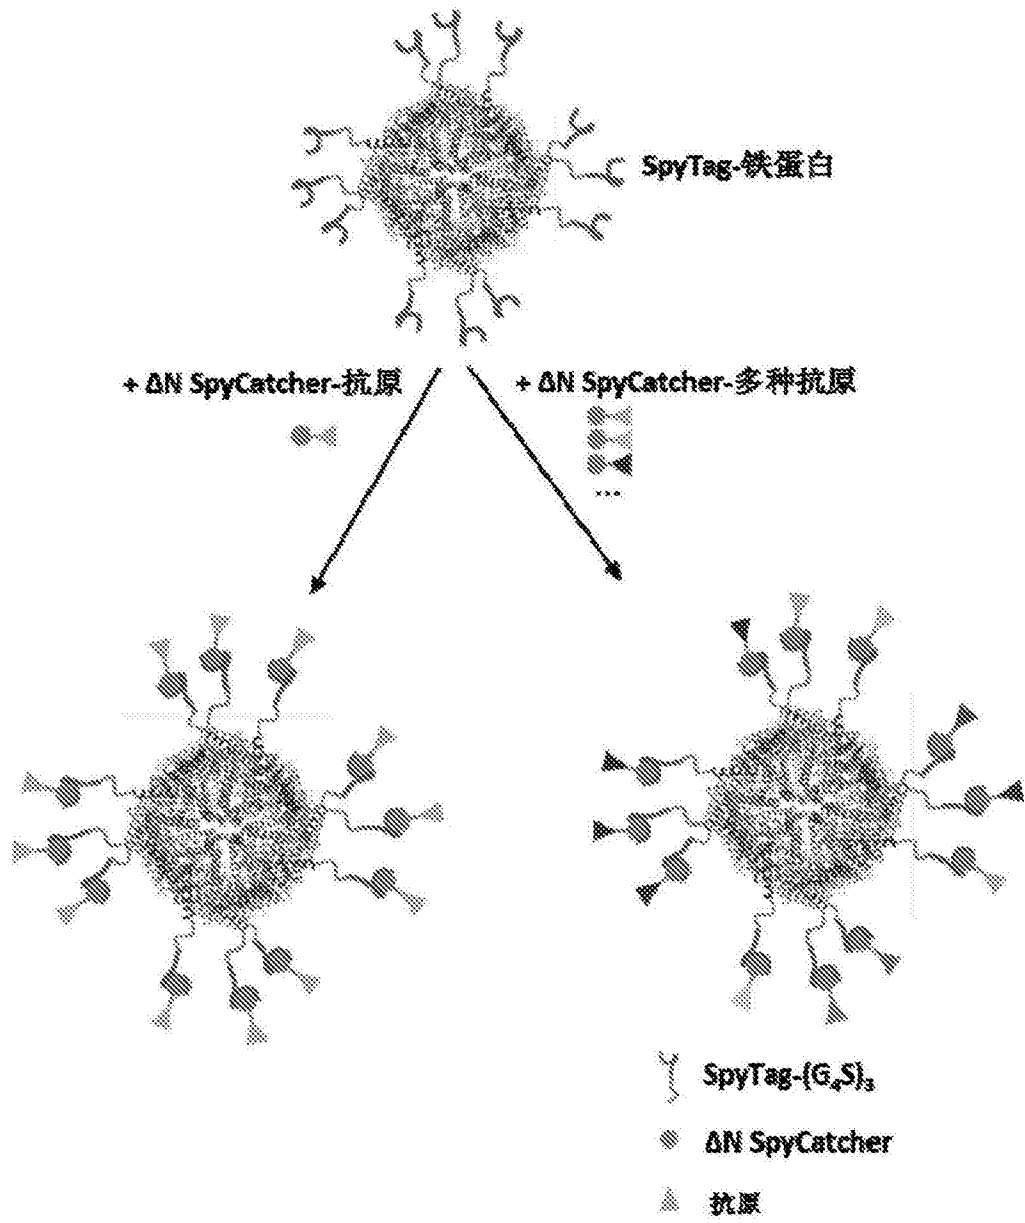 SpyTag-铁蛋白
+ ΔN SpyCatcher-抗原
+ ΔN SpyCatcher-多种抗原
...
SpyTag-(G₄S)₃
ΔN SpyCatcher
抗原